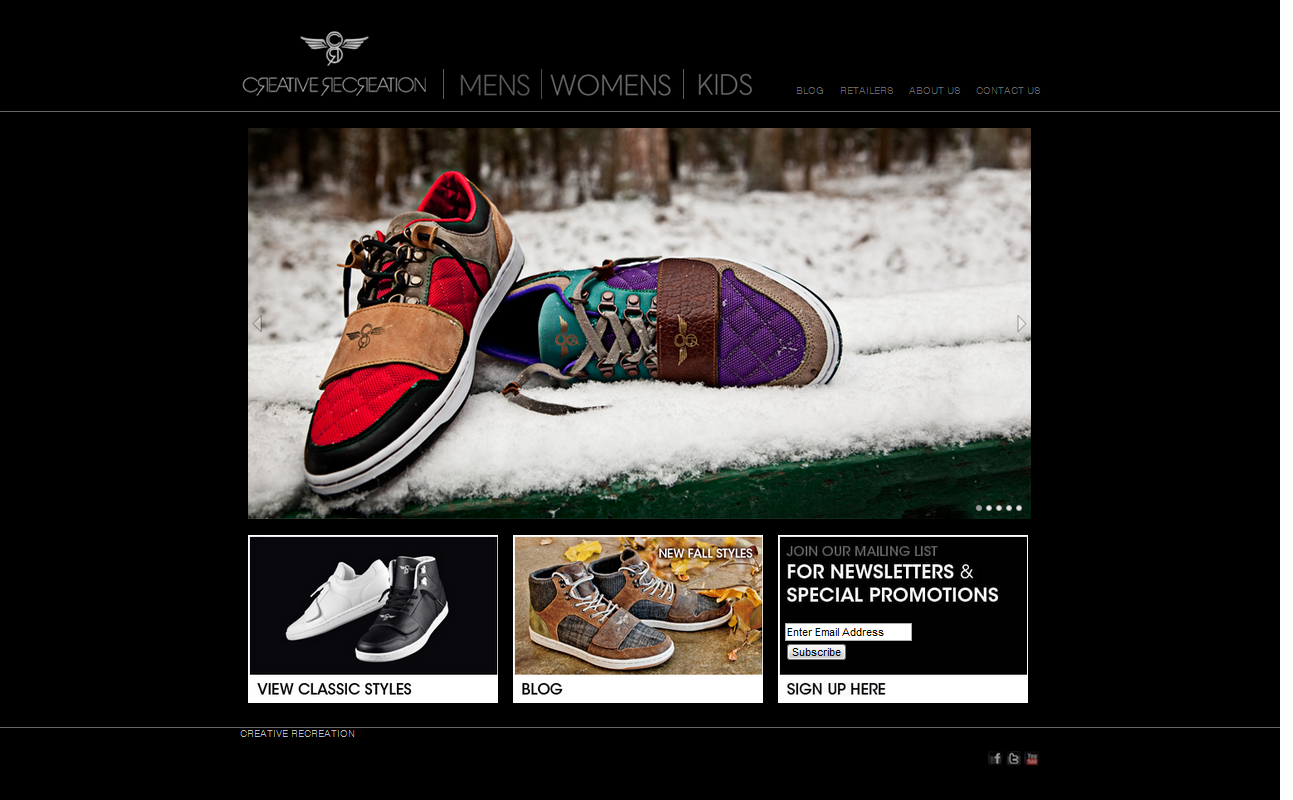 CREATIVE RECREATION
MENS
WOMENS
KIDS
BLOG
RETAILERS
ABOUT US
CONTACT US
NEW FALL STYLES
JOIN OUR MAILING LIST
FOR NEWSLETTERS &
SPECIAL PROMOTIONS
Enter Email Address
Subscribe
VIEW CLASSIC STYLES
BLOG
SIGN UP HERE
CREATIVE RECREATION